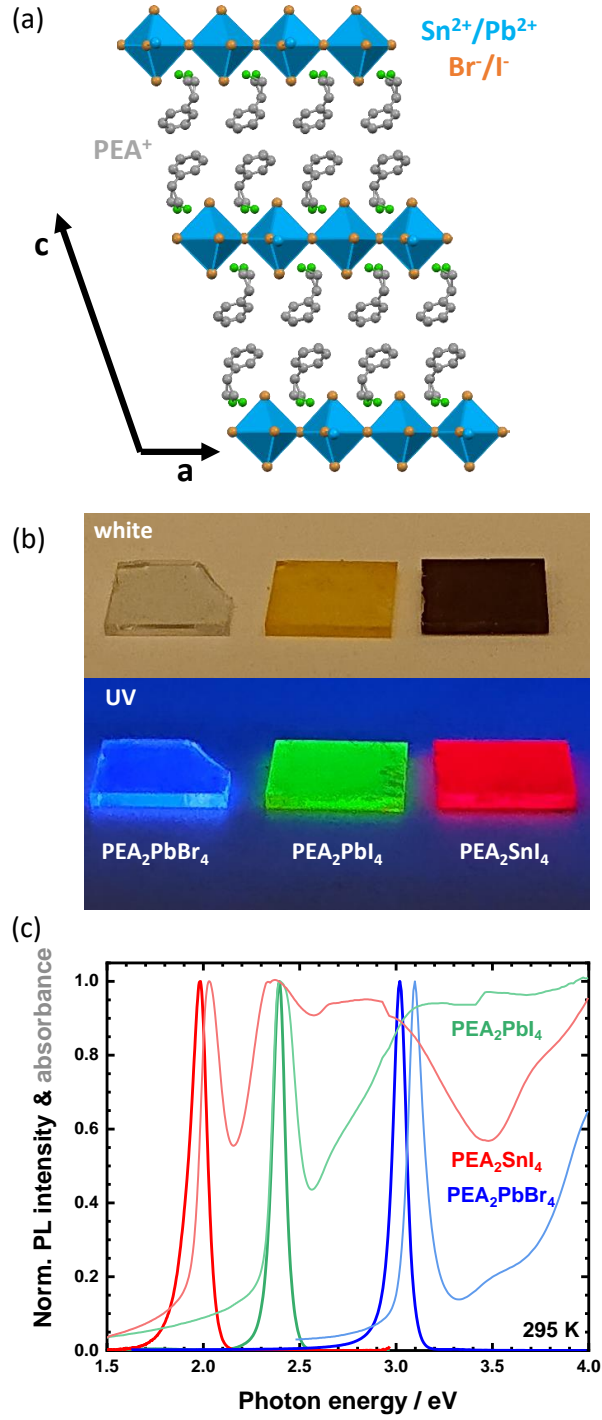 (a)
Sn²⁺/Pb²⁺
Br⁻/I⁻
PEA⁺
c
a
(b)
white
UV
PEA₂PbBr₄
PEA₂PbI₄
PEA₂SnI₄
(c)
Norm. PL intensity & absorbance
1.0
0.8
0.6
0.4
0.2
0.0
PEA₂PbI₄
PEA₂SnI₄
PEA₂PbBr₄
295 K
1.5 2.0 2.5 3.0 3.5 4.0
Photon energy / eV